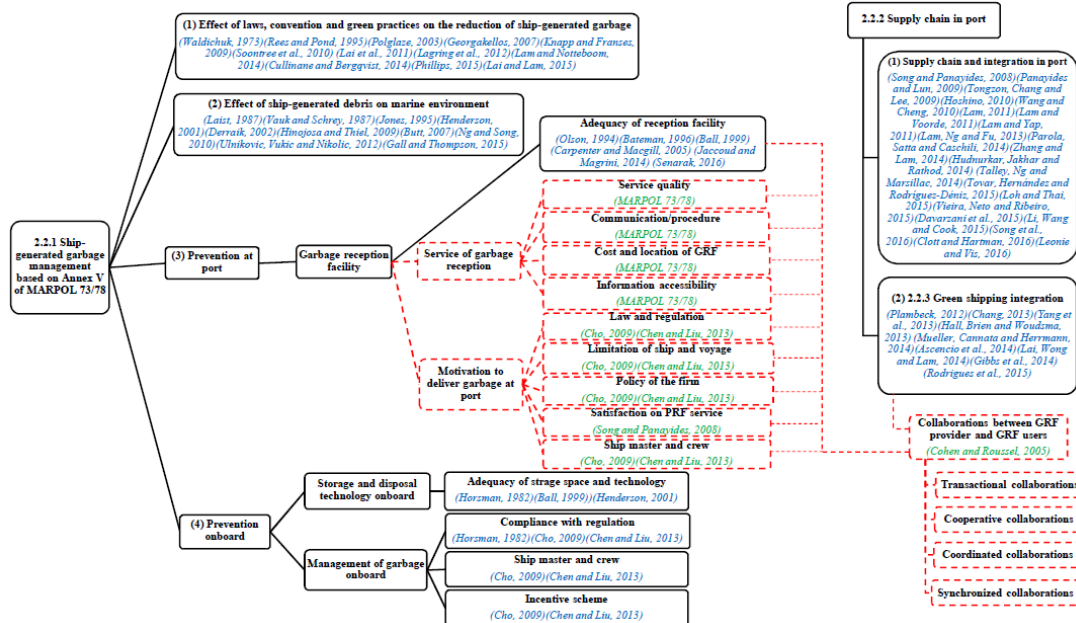 2.2.1 Ship-
generated garbage
management
based on Annex V
of MARPOL 73/78
(1) Effect of laws, convention and green practices on the reduction of ship-generated garbage
(Waldichuk, 1973)(Rees and Pond, 1995)(Polglaze, 2003)(Georgakellos, 2007)(Knapp and Franses,
2009)(Soontree et al., 2010) (Lai et al., 2011)(Lagring et al., 2012)(Lam and Notteboom,
2014)(Cullinane and Bergqvist, 2014)(Phillips, 2015)(Lai and Lam, 2015)
(2) Effect of ship-generated debris on marine environment
(Laist, 1987)(Vauk and Schrey, 1987)(Jones, 1995)(Henderson,
2001)(Derraik, 2002)(Hinojosa and Thiel, 2009)(Butt, 2007)(Ng and Song,
2010)(Ulnikovic, Vukic and Nikolic, 2012)(Gall and Thompson, 2015)
(3) Prevention at
port
Garbage reception
facility
Adequacy of reception facility
(Olson, 1994)(Bateman, 1996)(Ball, 1999)
(Carpenter and Macgill, 2005) (Jaccoud and
Magrini, 2014) (Senarak, 2016)
Service of garbage
reception
Service quality
(MARPOL 73/78)
Communication/procedure
(MARPOL 73/78)
Cost and location of GRF
(MARPOL 73/78)
Information accessibility
(MARPOL 73/78)
Motivation to
deliver garbage at
port
Law and regulation
(Cho, 2009)(Chen and Liu, 2013)
Limitation of ship and voyage
(Cho, 2009)(Chen and Liu, 2013)
Policy of the firm
(Cho, 2009)(Chen and Liu, 2013)
Satisfaction on PRF service
(Song and Panayides, 2008)
Ship master and crew
(Cho, 2009)(Chen and Liu, 2013)
(4) Prevention
onboard
Storage and disposal
technology onboard
Adequacy of strage space and technology
(Horsman, 1982)(Ball, 1999))(Henderson, 2001)
Management of garbage
onboard
Compliance with regulation
(Horsman, 1982)(Cho, 2009)(Chen and Liu, 2013)
Ship master and crew
(Cho, 2009)(Chen and Liu, 2013)
Incentive scheme
(Cho, 2009)(Chen and Liu, 2013)
2.2.2 Supply chain in
port
(1) Supply chain and integration in port
(Song and Panayides, 2008)(Panayides
and Lun, 2009)(Tongzon, Chang and
Lee, 2009)(Hoshino, 2010)(Wang and
Cheng, 2010)(Lam, 2011)(Lam and
Voorde, 2011)(Lam and Yap,
2011)(Lam, Ng and Fu, 2013)(Parola,
Satta and Caschili, 2014)(Zhang and
Lam, 2014)(Hudnurkar, Jakhar and
Rathod, 2014) (Talley, Ng and
Marsillac, 2014)(Tovar, Hernández and
Rodriguez-Déniz, 2015)(Loh and Thai,
2015)(Vieira, Neto and Ribeiro,
2015)(Davarzani et al., 2015)(Li, Wang
and Cook, 2015)(Song et al.,
2016)(Clott and Hartman, 2016)(Leonie
and Vis, 2016)
(2) 2.2.3 Green shipping integration
(Plambeck, 2012)(Chang, 2013)(Yang et
al., 2013)(Hall, Brien and Woudsma,
2013) (Mueller, Cannata and Herrmann,
2014)(Ascencio et al., 2014)(Lai, Wong
and Lam, 2014)(Gibbs et al., 2014)
(Rodrigues et al., 2015)
Collaborations between GRF
provider and GRF users
(Cohen and Roussel, 2005)
Transactional collaborations
Cooperative collaborations
Coordinated collaborations
Synchronized collaborations